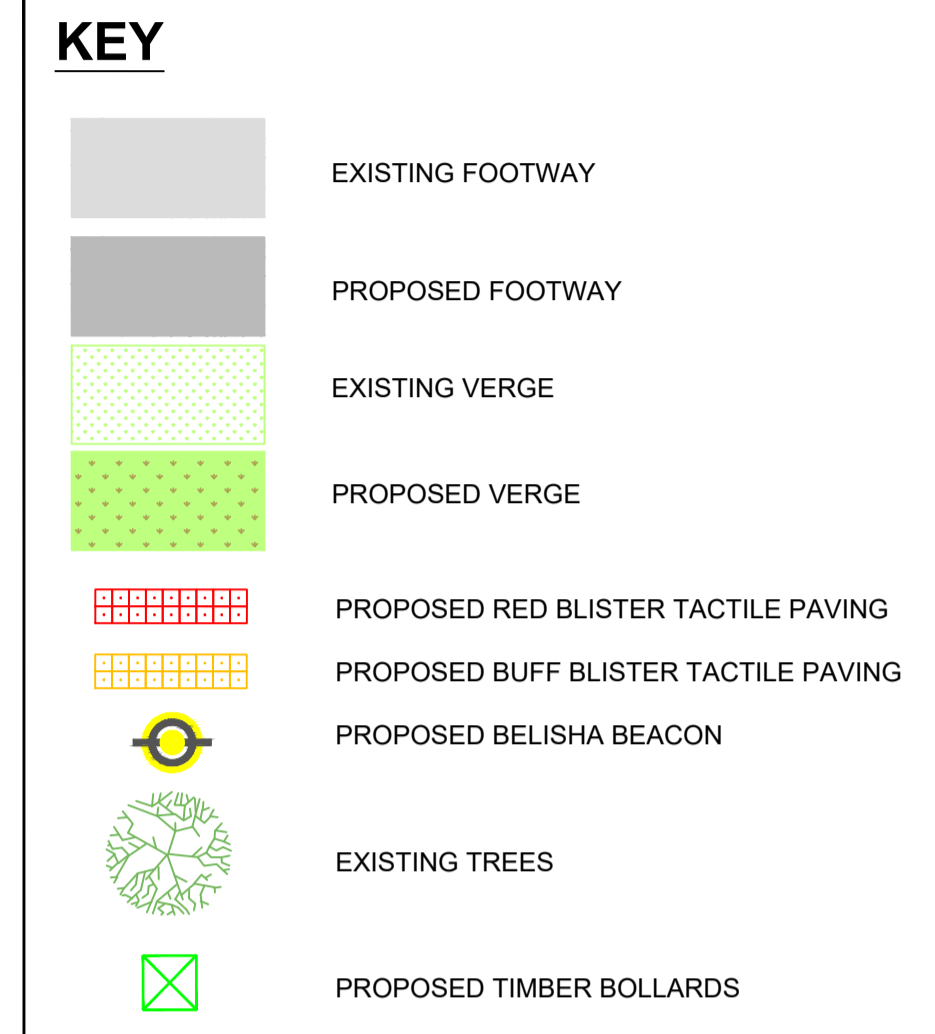 KEY
EXISTING FOOTWAY
PROPOSED FOOTWAY
EXISTING VERGE
PROPOSED VERGE
PROPOSED RED BLISTER TACTILE PAVING
PROPOSED BUFF BLISTER TACTILE PAVING
PROPOSED BELISHA BEACON
EXISTING TREES
PROPOSED TIMBER BOLLARDS